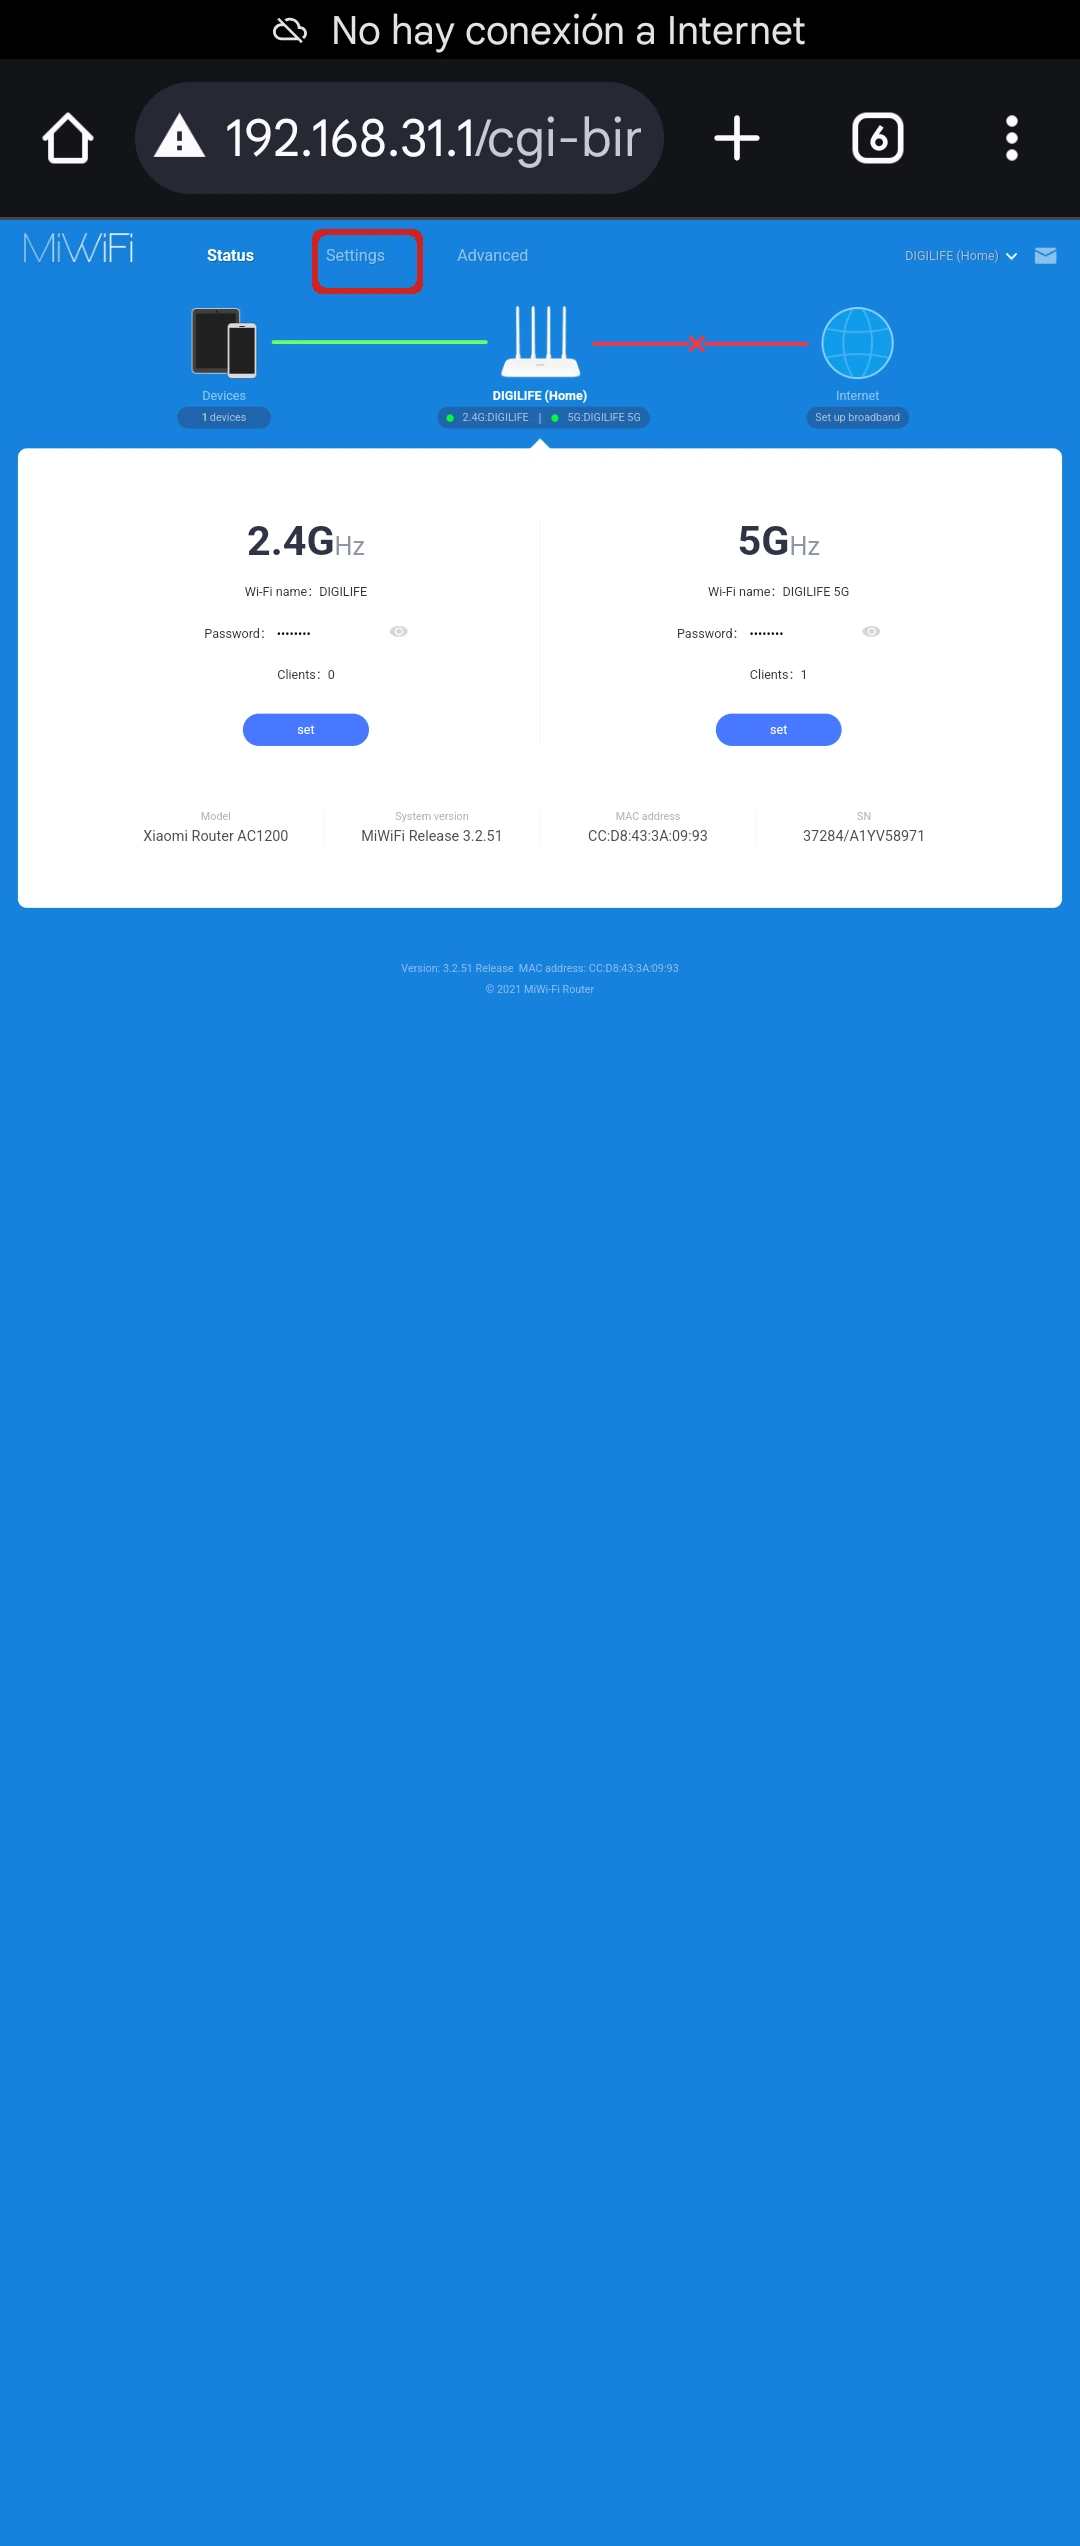 No hay conexión a Internet
192.168.31.1/cgi-bir
6
MiWiFi
Status
Settings
Advanced
DIGILIFE (Home)
Devices
DIGILIFE (Home)
Internet
1 devices
2.4G:DIGILIFE | 5G:DIGILIFE 5G
Set up broadband
2.4GHz
5GHz
Wi-Fi name：DIGILIFE
Wi-Fi name：DIGILIFE 5G
Password： ••••••••
Password： ••••••••
Clients：0
Clients：1
set
set
Model
System version
MAC address
SN
Xiaomi Router AC1200
MiWiFi Release 3.2.51
CC:D8:43:3A:09:93
37284/A1YV58971
Version: 3.2.51 Release MAC address: CC:D8:43:3A:09:93
© 2021 MiWi-Fi Router